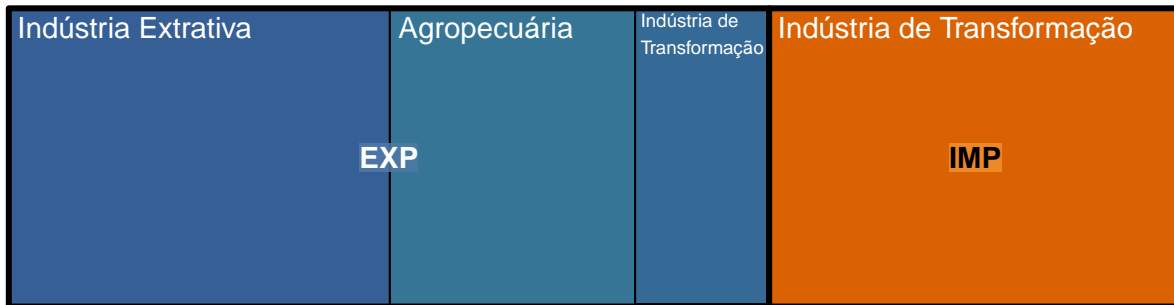 Indústria Extrativa
Agropecuária
Indústria de
Transformação
Indústria de Transformação
EXP
IMP